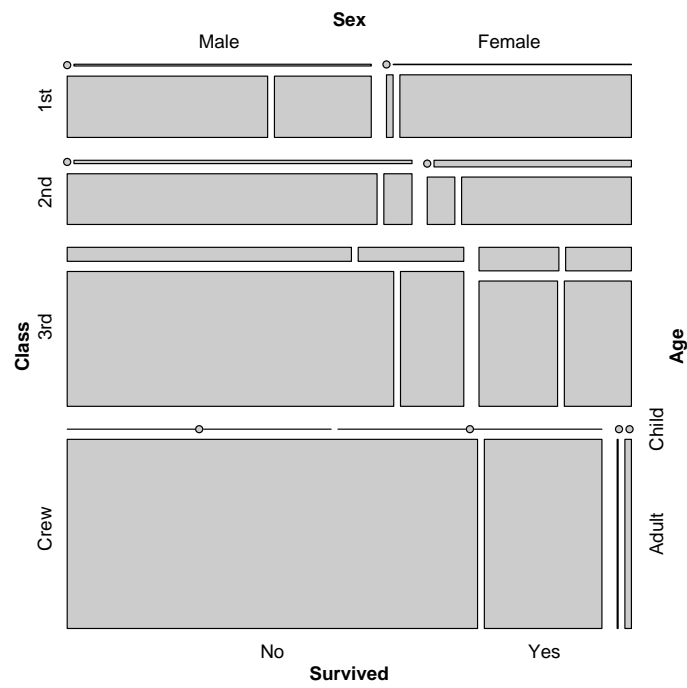 Sex
Male Female
1st
2nd
3rd
Crew
Class
Age
Child
Adult
No Yes
Survived